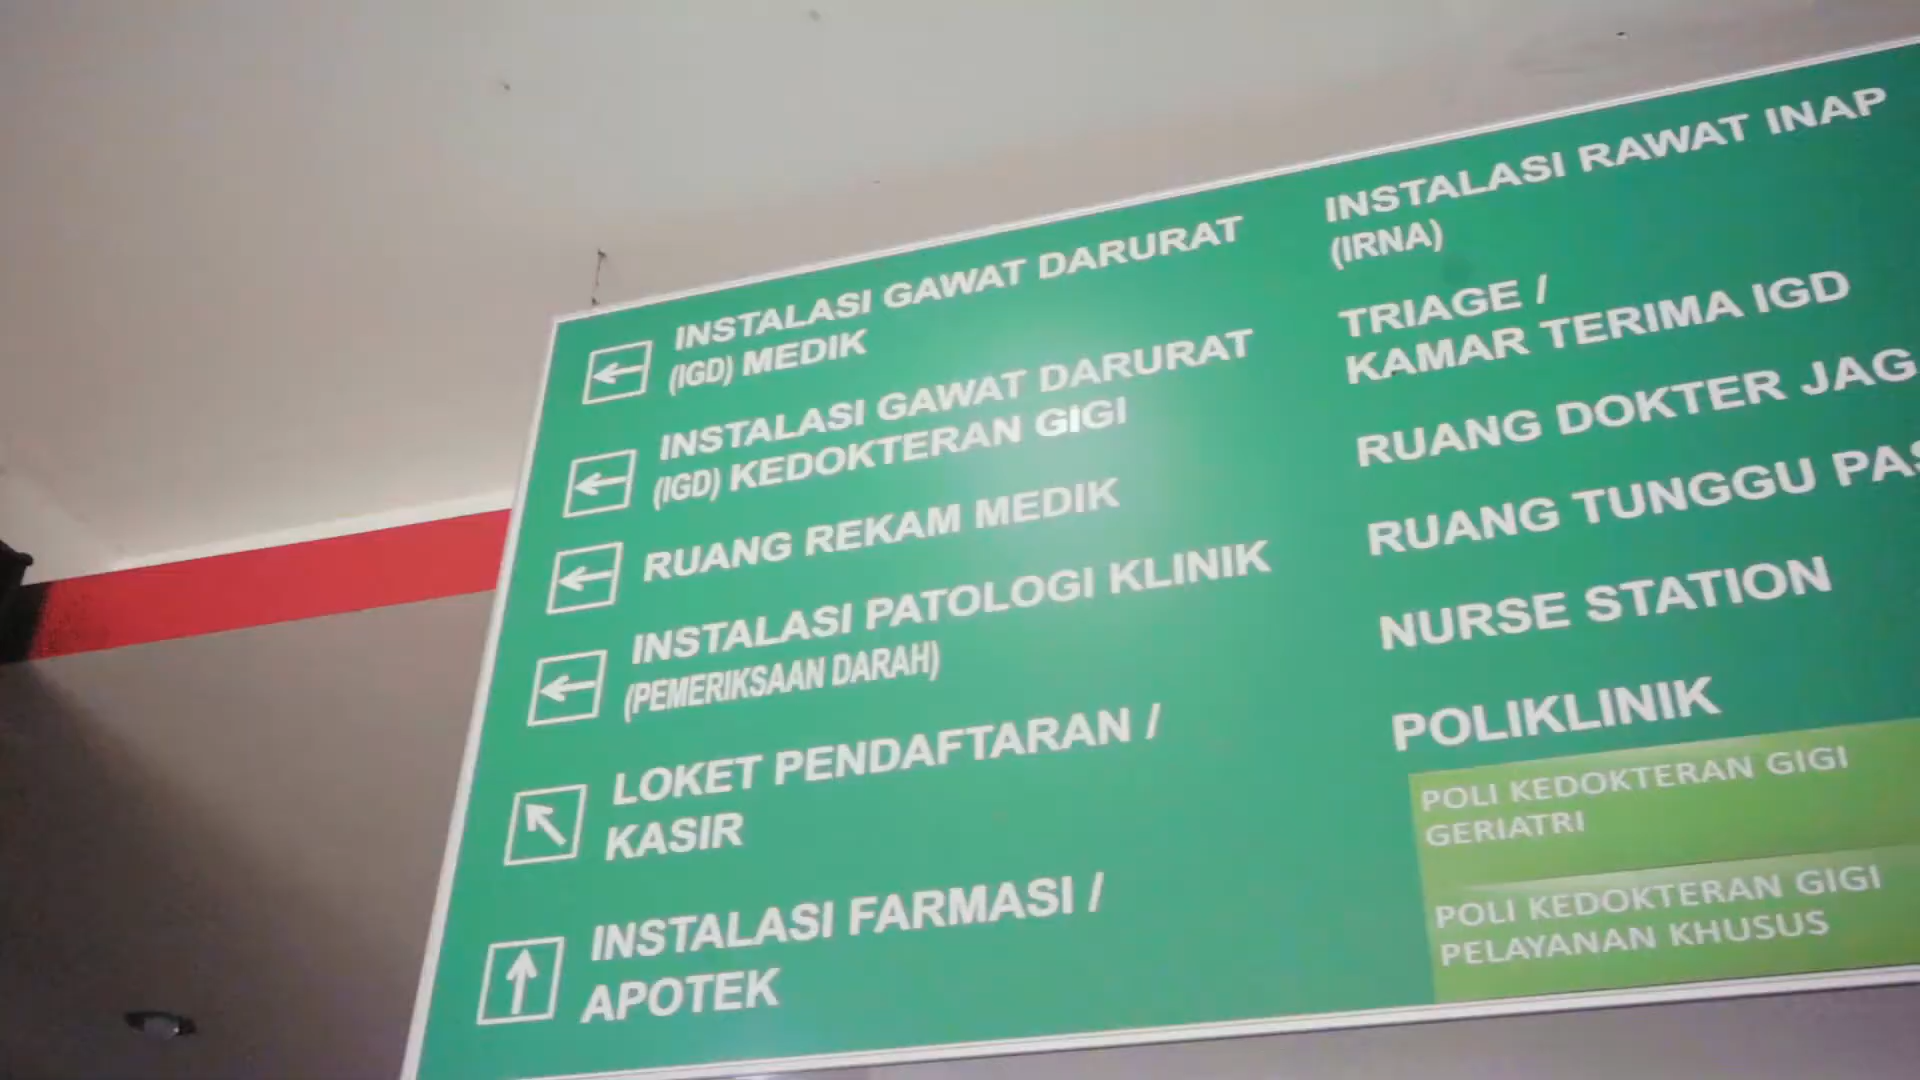 INSTALASI GAWAT DARURAT
(IGD) MEDIK
INSTALASI GAWAT DARURAT
(IGD) KEDOKTERAN GIGI
RUANG REKAM MEDIK
INSTALASI PATOLOGI KLINIK
(PEMERIKSAAN DARAH)
LOKET PENDAFTARAN /
KASIR
INSTALASI FARMASI /
APOTEK
INSTALASI RAWAT INAP
(IRNA)
TRIAGE /
KAMAR TERIMA IGD
RUANG DOKTER
RUANG TUNGGU
NURSE STATION
POLIKLINIK
POLI KEDOKTERAN GIGI
GERIATRI
POLI KEDOKTERAN GIGI
PELAYANAN KHUSUS